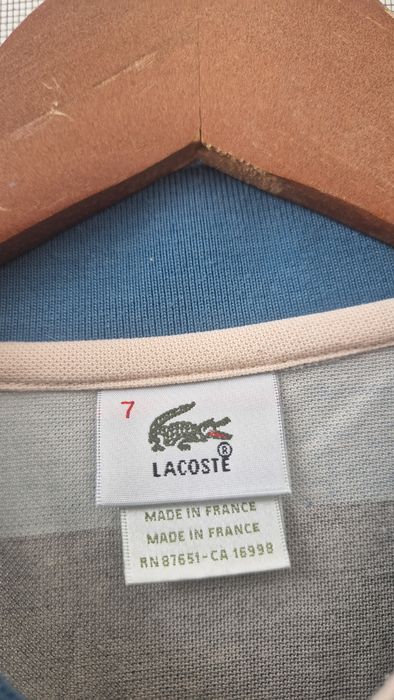 7
LACOSTE®
MADE IN FRANCE
MADE IN FRANCE
RN 87651-CA 16998